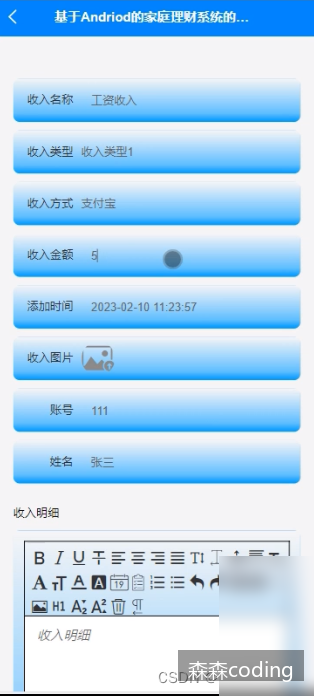 基于Andriod的家庭理财系统的...
收入名称 工资收入
收入类型 收入类型1
收入方式 支付宝
收入金额 5
添加时间 2023-02-10 11:23:57
收入图片
账号 111
姓名 张三
收入明细
收入明细
CSDN @
森森coding